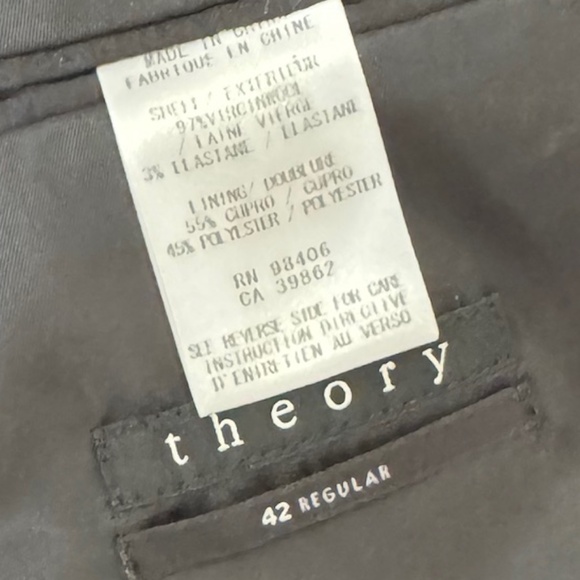 MADE IN CHINA
FABRIQUE EN CHINE
SHELL / EXTERIEUR
97%VIRGINWOOL
/ LAINE VIERGE
3% ELASTANE / ELASTANE
LINING/ DOUBLURE
55% CUPRO / CUPRO
45% POLYESTER / POLYESTER
RN 98406
CA 39862
SEE REVERSE SIDE FOR CARE
INSTRUCTION DIRECTIVE
D'ENTRETIEN AU VERSO
theory
42 REGULAR